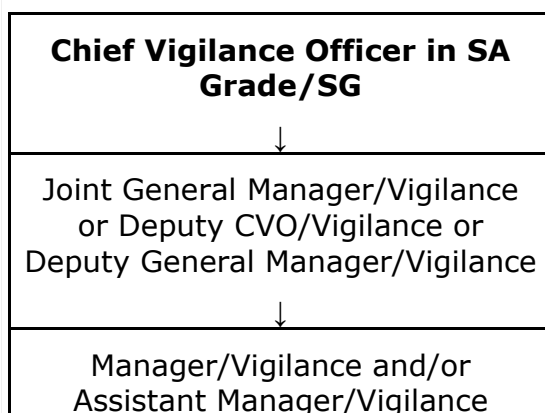 Chief Vigilance Officer in SA
Grade/SG
↓
Joint General Manager/Vigilance
or Deputy CVO/Vigilance or
Deputy General Manager/Vigilance
↓
Manager/Vigilance and/or
Assistant Manager/Vigilance